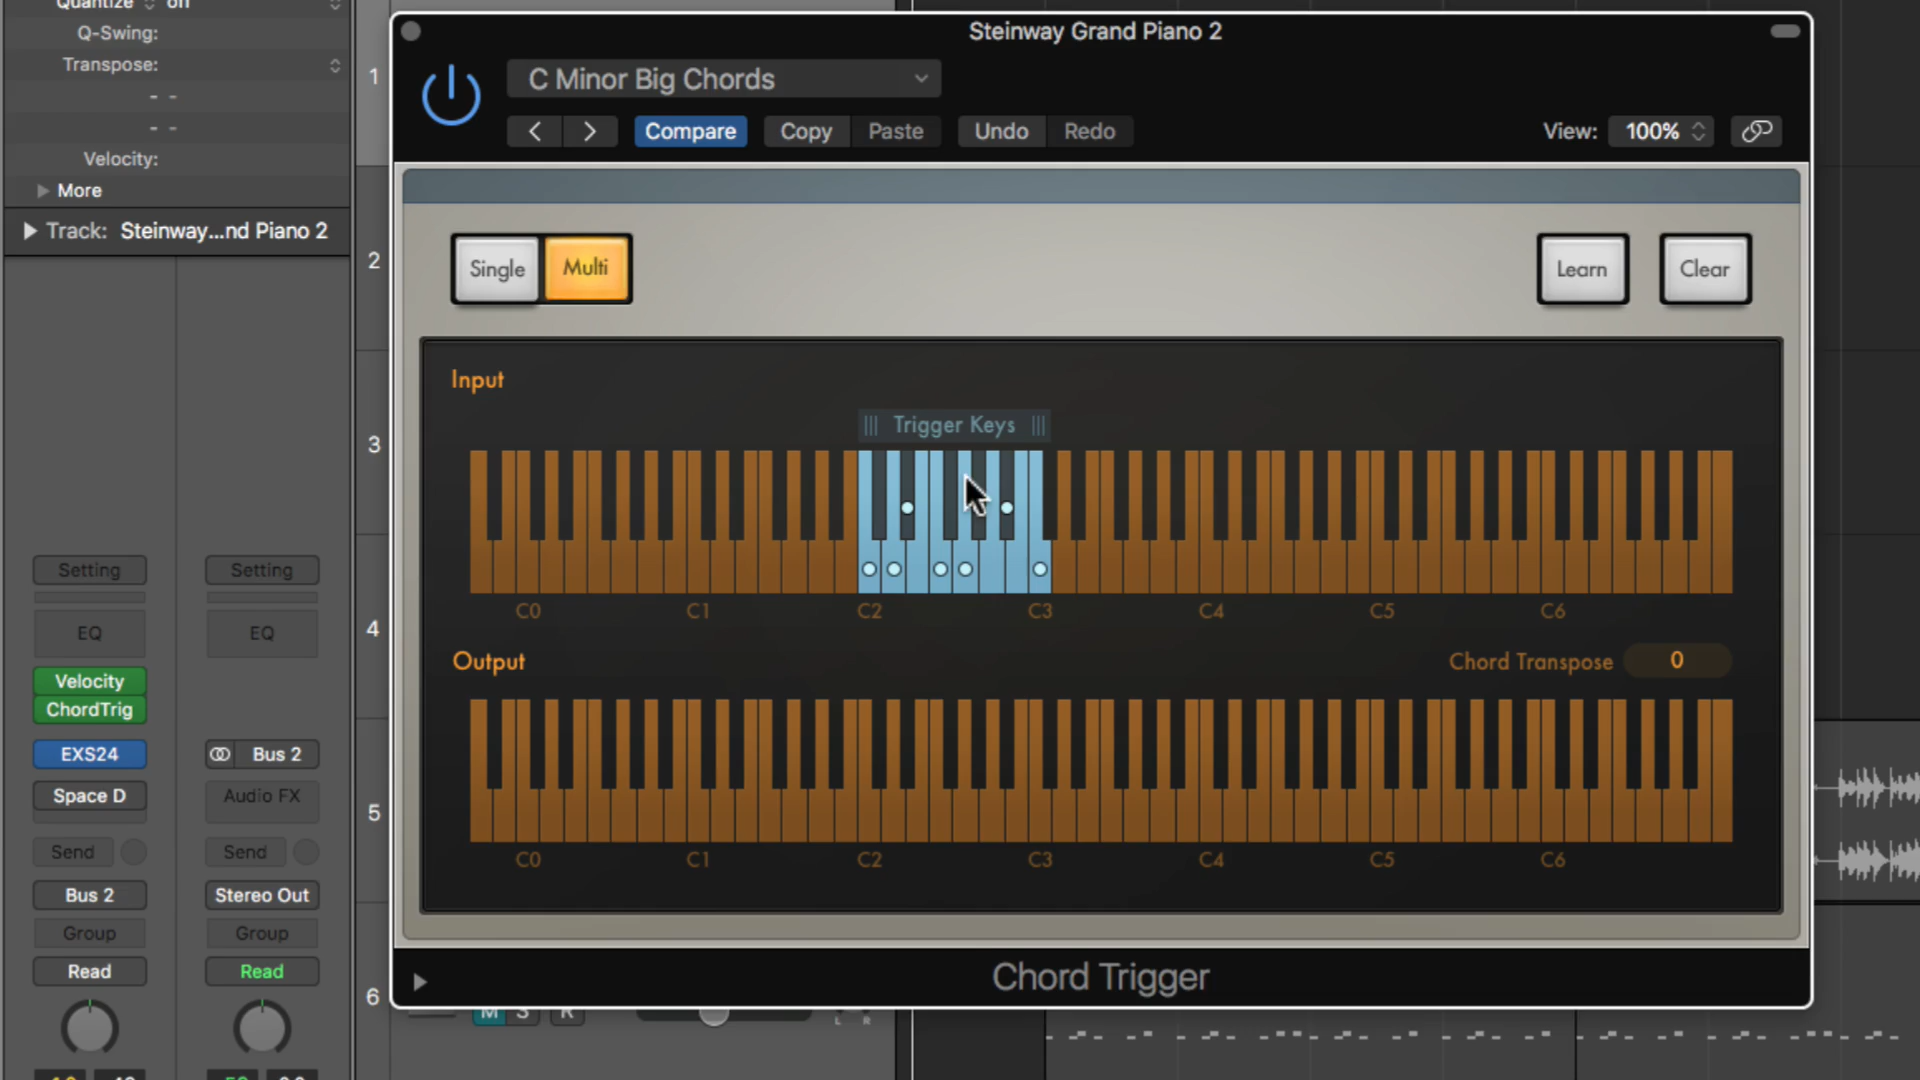 Quantize off
Q-Swing:
Transpose:
- -
- -
Velocity:
More
Track: Steinway...nd Piano 2
Setting
Setting
EQ
EQ
Velocity
ChordTrig
EXS24
Bus 2
Space D
Audio FX
Send
Send
Bus 2
Stereo Out
Group
Group
Read
Read
1
2
3
4
5
6
Steinway Grand Piano 2
C Minor Big Chords
Compare
Copy
Paste
Undo
Redo
View: 100%
Single
Multi
Learn
Clear
Input
Trigger Keys
C0 C1 C2 C3 C4 C5 C6
Output
Chord Transpose 0
C0 C1 C2 C3 C4 C5 C6
Chord Trigger
M S R
L R